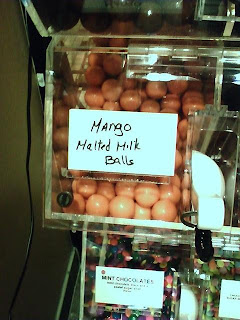 Mango
Malted Milk
Balls
MINT CHOCOLATES